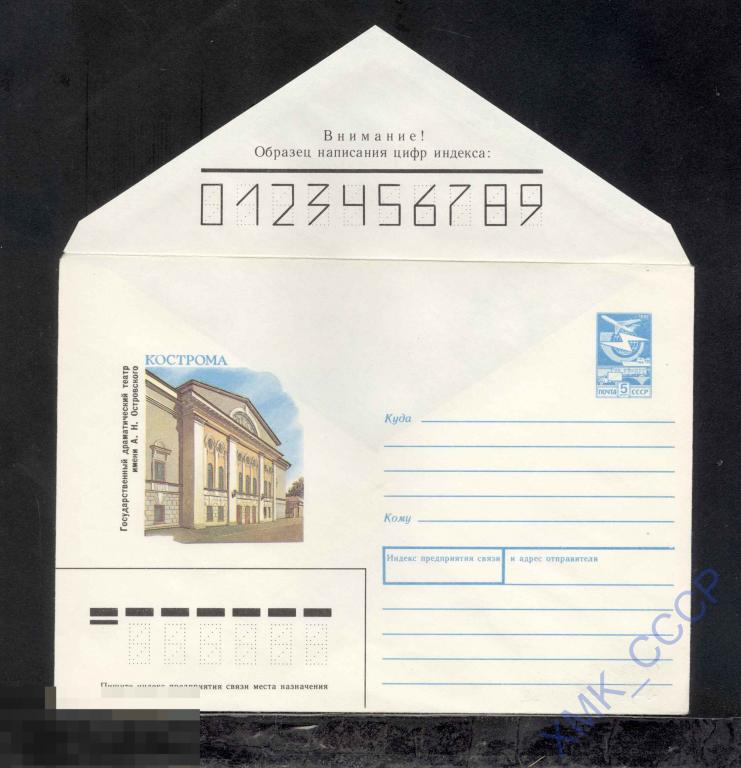 Внимание!
Образец написания цифр индекса:
0123456789
КОСТРОМА
Государственный драматический театр
имени А. Н. Островского
ПОЧТА 5 СССР
Куда
Кому
Индекс предприятия связи и адрес отправителя
Пишите индекс предприятия связи места назначения
ХМК_СССР